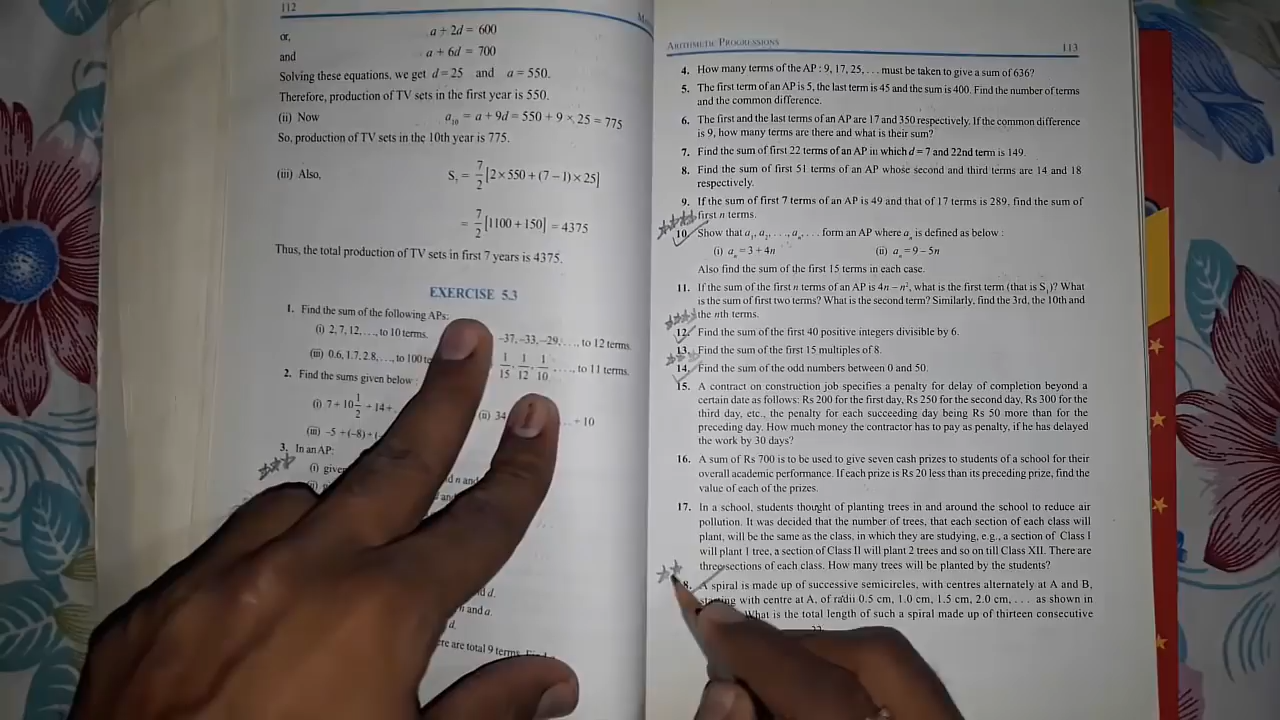 112
or, a + 2d = 600
and a + 6d = 700
Solving these equations, we get d = 25 and a = 550.
Therefore, production of TV sets in the first year is 550.
(ii) Now a₁₀ = a + 9d = 550 + 9 × 25 = 775
So, production of TV sets in the 10th year is 775.
(iii) Also, S₇ = 7/2 [2 × 550 + (7 – 1) × 25]
= 7/2 [1100 + 150] = 4375
Thus, the total production of TV sets in first 7 years is 4375.
EXERCISE 5.3
1. Find the sum of the following APs:
(i) 2, 7, 12, . . ., to 10 terms.
–37, –33, –29, . . ., to 12 terms.
(iii) 0.6, 1.7, 2.8, . . ., to 100
1/15, 1/12, 1/10, . . ., to 11 terms.
2. Find the sums given below :
(i) 7 + 10 1/2 + 14 +
(ii) 34 . . . + 10
(iii) –5 + (–8) +
3. In an AP:
(i)
n and
d.
and a.
d.
are total 9 terms.
ARITHMETIC PROGRESSIONS 113
4. How many terms of the AP : 9, 17, 25, . . . must be taken to give a sum of 636?
5. The first term of an AP is 5, the last term is 45 and the sum is 400. Find the number of terms
and the common difference.
6. The first and the last terms of an AP are 17 and 350 respectively. If the common difference
is 9, how many terms are there and what is their sum?
7. Find the sum of first 22 terms of an AP in which d = 7 and 22nd term is 149.
8. Find the sum of first 51 terms of an AP whose second and third terms are 14 and 18
respectively.
9. If the sum of first 7 terms of an AP is 49 and that of 17 terms is 289, find the sum of
first n terms.
10. Show that a₁, a₂, . . ., aₙ, . . . form an AP where aₙ is defined as below :
(i) aₙ = 3 + 4n (ii) aₙ = 9 – 5n
Also find the sum of the first 15 terms in each case.
11. If the sum of the first n terms of an AP is 4n – n², what is the first term (that is S₁)? What
is the sum of first two terms? What is the second term? Similarly, find the 3rd, the 10th and
the nth terms.
12. Find the sum of the first 40 positive integers divisible by 6.
13. Find the sum of the first 15 multiples of 8.
14. Find the sum of the odd numbers between 0 and 50.
15. A contract on construction job specifies a penalty for delay of completion beyond a
certain date as follows: Rs 200 for the first day, Rs 250 for the second day, Rs 300 for the
third day, etc., the penalty for each succeeding day being Rs 50 more than for the
preceding day. How much money the contractor has to pay as penalty, if he has delayed
the work by 30 days?
16. A sum of Rs 700 is to be used to give seven cash prizes to students of a school for their
overall academic performance. If each prize is Rs 20 less than its preceding prize, find the
value of each of the prizes.
17. In a school, students thought of planting trees in and around the school to reduce air
pollution. It was decided that the number of trees, that each section of each class will
plant, will be the same as the class, in which they are studying, e.g., a section of Class I
will plant 1 tree, a section of Class II will plant 2 trees and so on till Class XII. There are
three sections of each class. How many trees will be planted by the students?
8. A spiral is made up of successive semicircles, with centres alternately at A and B,
starting with centre at A, of radii 0.5 cm, 1.0 cm, 1.5 cm, 2.0 cm, . . . as shown in
What is the total length of such a spiral made up of thirteen consecutive
22